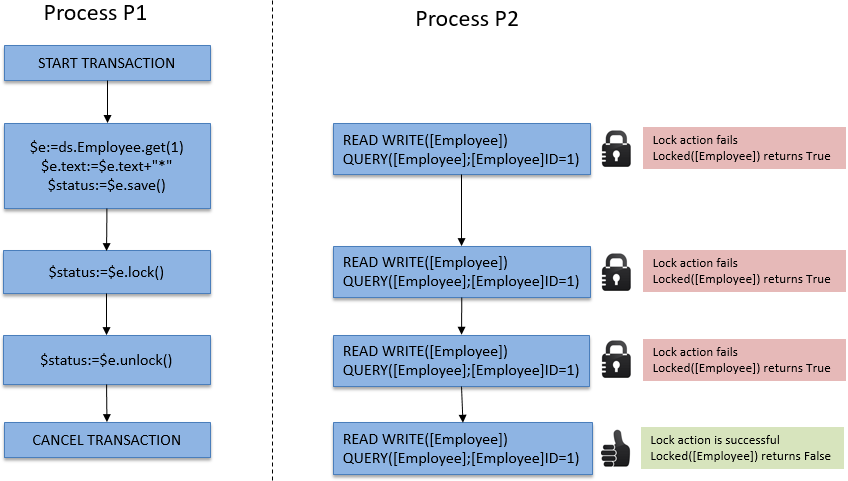 Process P1
START TRANSACTION
$e:=ds.Employee.get(1)
$e.text:=$e.text+"*"
$status:=$e.save()
$status:=$e.lock()
$status:=$e.unlock()
CANCEL TRANSACTION
Process P2
READ WRITE([Employee])
QUERY([Employee];[Employee]ID=1)
Lock action fails
Locked([Employee]) returns True
READ WRITE([Employee])
QUERY([Employee];[Employee]ID=1)
Lock action fails
Locked([Employee]) returns True
READ WRITE([Employee])
QUERY([Employee];[Employee]ID=1)
Lock action fails
Locked([Employee]) returns True
READ WRITE([Employee])
QUERY([Employee];[Employee]ID=1)
Lock action is successful
Locked([Employee]) returns False